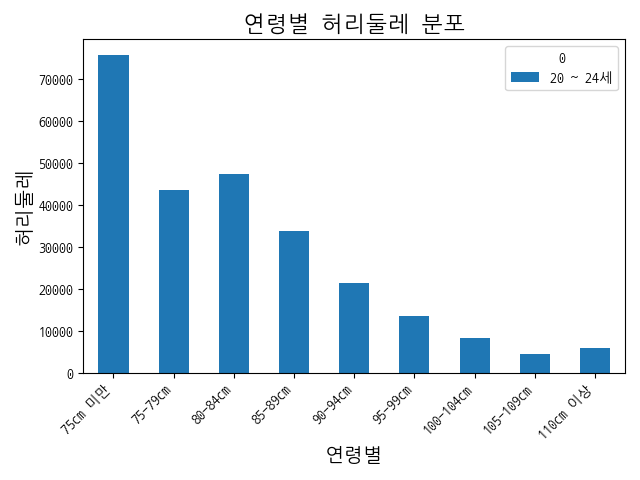 연령별 허리둘레 분포
0
20 ~ 24세
허리둘레
70000
60000
50000
40000
30000
20000
10000
0
75cm 미만
75-79cm
80-84cm
85-89cm
90-94cm
95-99cm
100-104cm
105-109cm
110cm 이상
연령별